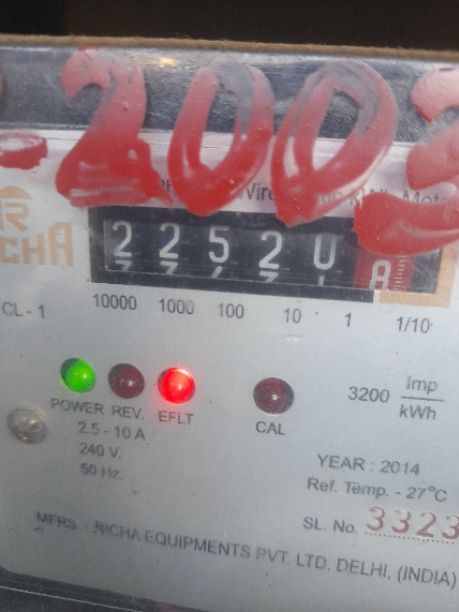 2003
22520 8
CHA
CL - 1
10000 1000 100 10 1 1/10
POWER REV. EFLT
CAL
3200 Imp/kWh
2.5 - 10 A
240 V.
50 Hz.
YEAR : 2014
Ref. Temp. - 27°C
SL. No. 3323
MFRS. : RICHA EQUIPMENTS PVT. LTD. DELHI, (INDIA)